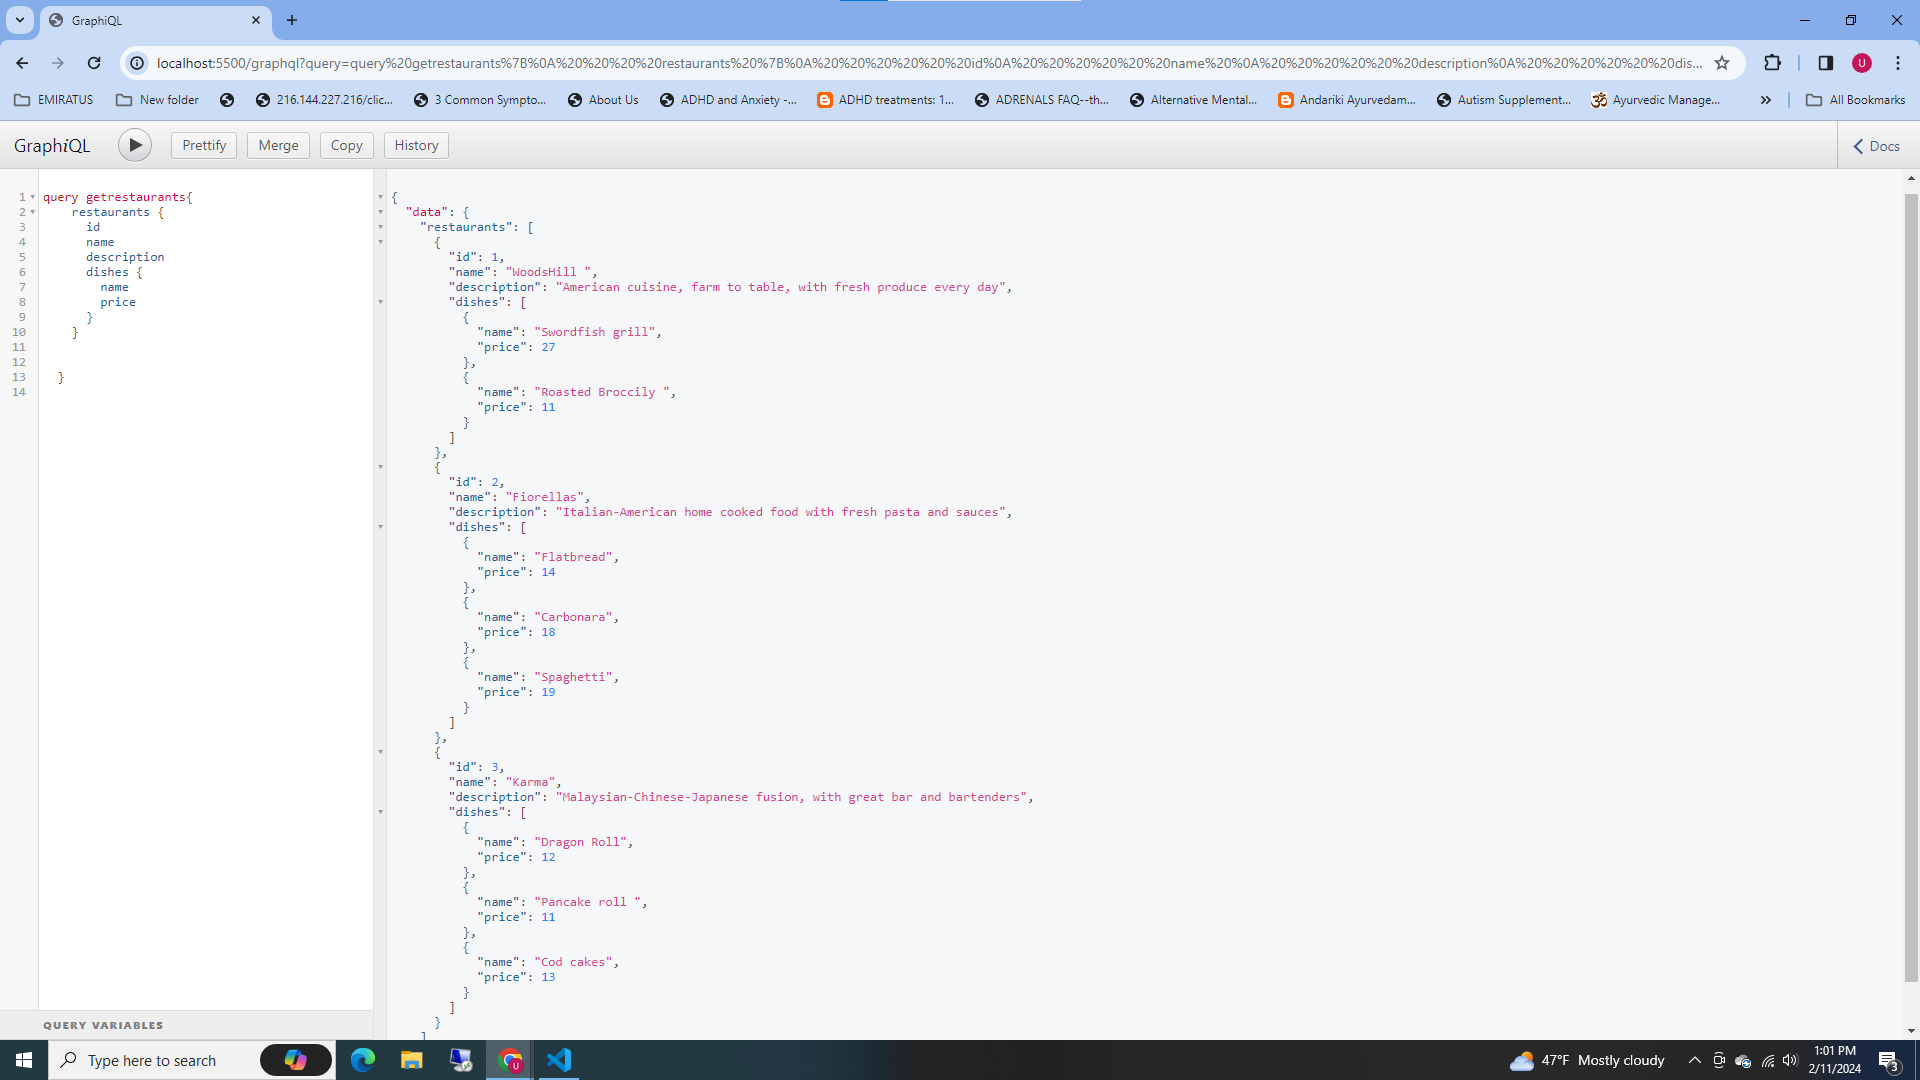 GraphiQL
localhost:5500/graphql?query=query%20getrestaurants%7B%0A%20%20%20%20restaurants%20%7B%0A%20%20%20%20%20%20id%0A%20%20%20%20%20%20name%20%0A%20%20%20%20%20%20description%0A%20%20%20%20%20%20dis...
U
EMIRATUS New folder 216.144.227.216/clic... 3 Common Sympto... About Us ADHD and Anxiety -... ADHD treatments: 1... ADRENALS FAQ--th... Alternative Mental... Andariki Ayurvedam... Autism Supplement... Ayurvedic Manage... » All Bookmarks
GraphiQL Prettify Merge Copy History Docs
1 query getrestaurants{
2 restaurants {
3 id
4 name
5 description
6 dishes {
7 name
8 price
9 }
10 }
11
12
13 }
14
QUERY VARIABLES
{
"data": {
"restaurants": [
{
"id": 1,
"name": "WoodsHill ",
"description": "American cuisine, farm to table, with fresh produce every day",
"dishes": [
{
"name": "Swordfish grill",
"price": 27
},
{
"name": "Roasted Broccily ",
"price": 11
}
]
},
{
"id": 2,
"name": "Fiorellas",
"description": "Italian-American home cooked food with fresh pasta and sauces",
"dishes": [
{
"name": "Flatbread",
"price": 14
},
{
"name": "Carbonara",
"price": 18
},
{
"name": "Spaghetti",
"price": 19
}
]
},
{
"id": 3,
"name": "Karma",
"description": "Malaysian-Chinese-Japanese fusion, with great bar and bartenders",
"dishes": [
{
"name": "Dragon Roll",
"price": 12
},
{
"name": "Pancake roll ",
"price": 11
},
{
"name": "Cod cakes",
"price": 13
}
]
}
]
Type here to search
U
47°F Mostly cloudy
1:01 PM
2/11/2024
3